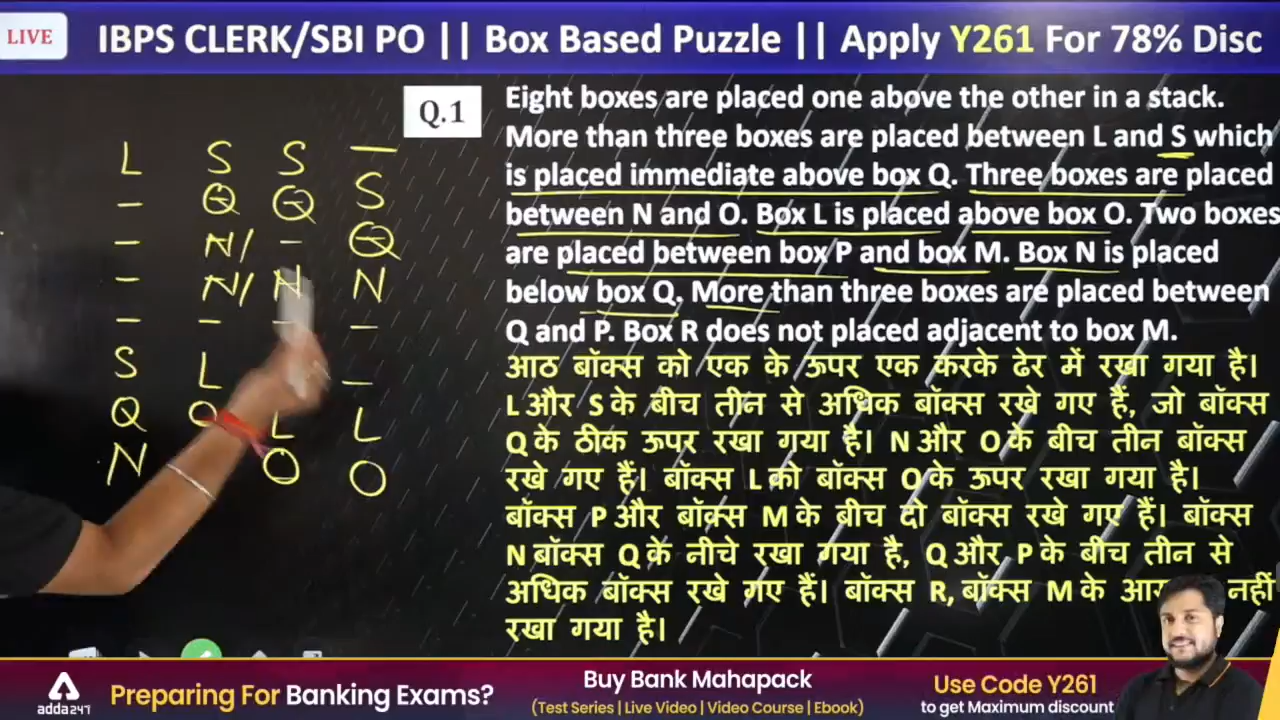 LIVE
IBPS CLERK/SBI PO || Box Based Puzzle || Apply Y261 For 78% Disc
Q.1
Eight boxes are placed one above the other in a stack.
More than three boxes are placed between L and S which
is placed immediate above box Q. Three boxes are placed
between N and O. Box L is placed above box O. Two boxes
are placed between box P and box M. Box N is placed
below box Q. More than three boxes are placed between
Q and P. Box R does not placed adjacent to box M.
आठ बॉक्स को एक के ऊपर एक करके ढेर में रखा गया है।
L और S के बीच तीन से अधिक बॉक्स रखे गए हैं, जो बॉक्स
Q के ठीक ऊपर रखा गया है। N और O के बीच तीन बॉक्स
रखे गए हैं। बॉक्स L को बॉक्स O के ऊपर रखा गया है।
बॉक्स P और बॉक्स M के बीच दो बॉक्स रखे गए हैं। बॉक्स
N बॉक्स Q के नीचे रखा गया है, Q और P के बीच तीन से
अधिक बॉक्स रखे गए हैं। बॉक्स R, बॉक्स M के नहीं
रखा गया है।
L S S –
– Q Q S
– N/ – Q
– N/ N N
– – – –
S L –
Q O L L
N O O
adda247
Preparing For Banking Exams?
Buy Bank Mahapack
(Test Series | Live Video | Video Course | Ebook)
Use Code Y261
to get Maximum discount